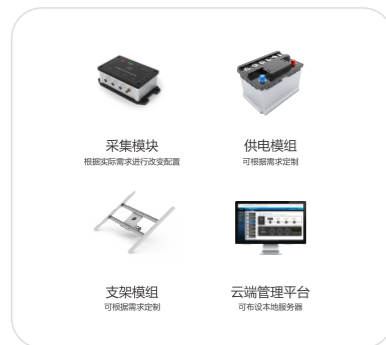 采集模块
根据实际需求进行改变配置
供电模组
可根据需求定制
支架模组
可根据需求定制
云端管理平台
可布设本地服务器